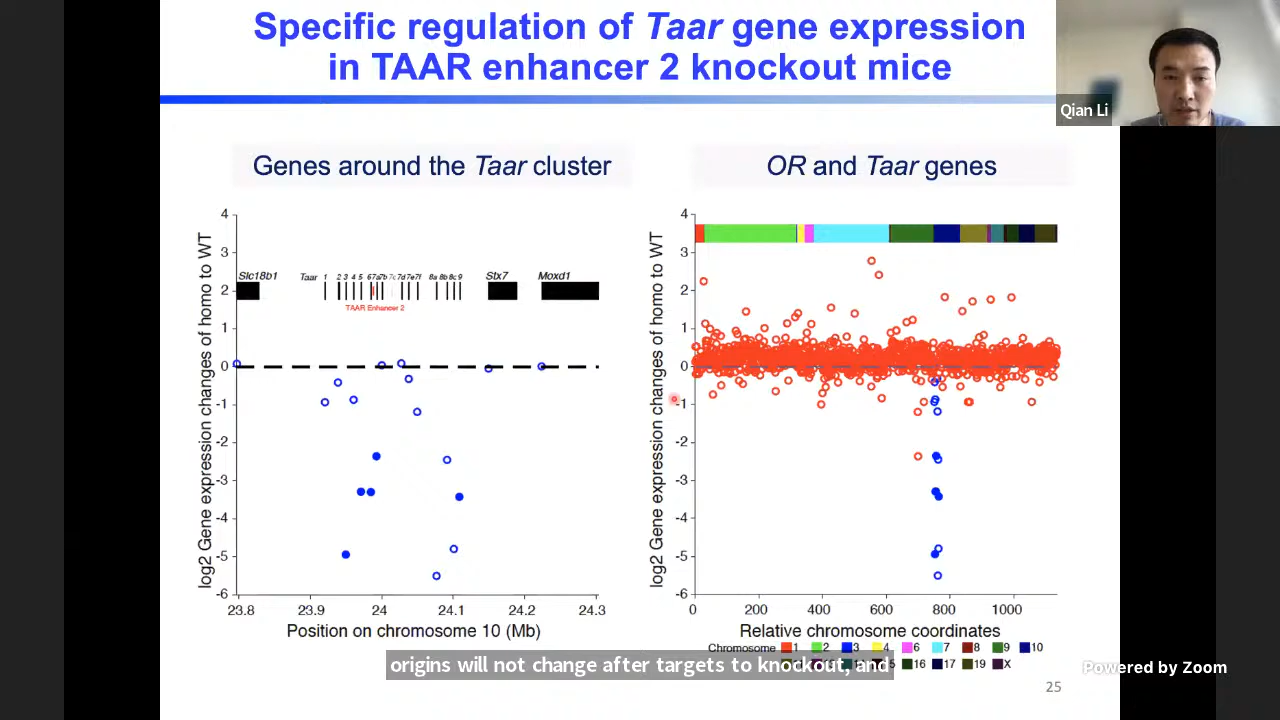 Specific regulation of Taar gene expression
in TAAR enhancer 2 knockout mice
Qian Li
Genes around the Taar cluster
OR and Taar genes
log2 Gene expression changes of homo to WT
4
3
2
1
0
-1
-2
-3
-4
-5
-6
Slc18b1
Taar
1
2 3 4 5 6 7a 7b 7c 7d 7e 7f
8a 8b 8c 9
Stx7
Moxd1
TAAR Enhancer 2
23.8
23.9
24
24.1
24.2
24.3
Position on chromosome 10 (Mb)
log2 Gene expression changes of homo to WT
4
3
2
1
0
-1
-2
-3
-4
-5
-6
0
200
400
600
800
1000
Relative chromosome coordinates
Chromosome 1 2 3 4 6 7 8 9 10
16 17 19 X
origins will not change after targets to knockout, and
Powered by Zoom
25